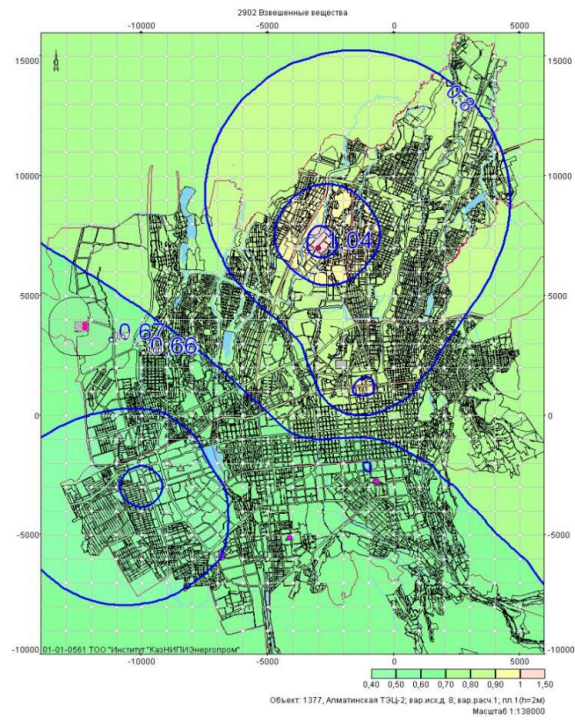 2902 Взвешенные вещества
-10000 -5000 0 5000
15000 15000
0.8
10000 10000
1.04
5000 5000
0.67
0.66
0 0
-5000 -5000
-10000 01-01-0561 ТОО "Институт "КазНИПИЭнергопром" -10000
-10000 -5000 0 5000
0,40 0,50 0,60 0,70 0,80 0,90 1 1,50
Объект: 1377, Алматинская ТЭЦ-2; вар.исх.д. 8; вар.расч.1; пл.1(h=2м)
Масштаб 1:138000